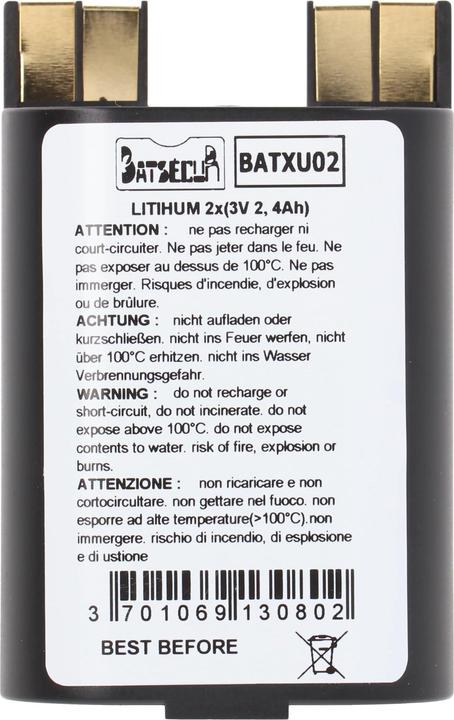 BATSECUR
BATXU02
LITIHUM 2x(3V 2, 4Ah)
ATTENTION : ne pas recharger ni
court-circuiter. Ne pas jeter dans le feu. Ne
pas exposer au dessus de 100°C. Ne pas
immerger. Risques d'incendie, d'explosion
ou de brûlure.
ACHTUNG : nicht aufladen oder
kurzschließen. nicht ins Feuer werfen, nicht
über 100°C erhitzen. nicht ins Wasser
Verbrennungsgefahr.
WARNING : do not recharge or
short-circuit, do not incinerate. do not
expose above 100°C. do not expose
contents to water. risk of fire, explosion or
burns.
ATTENZIONE : non ricaricare e non
cortocircultare. non gettare nel fuoco. non
esporre ad alte temperature(>100°C).non
immergere. rischio di incendio, di esplosione
e di ustione
3 701069 130802
BEST BEFORE